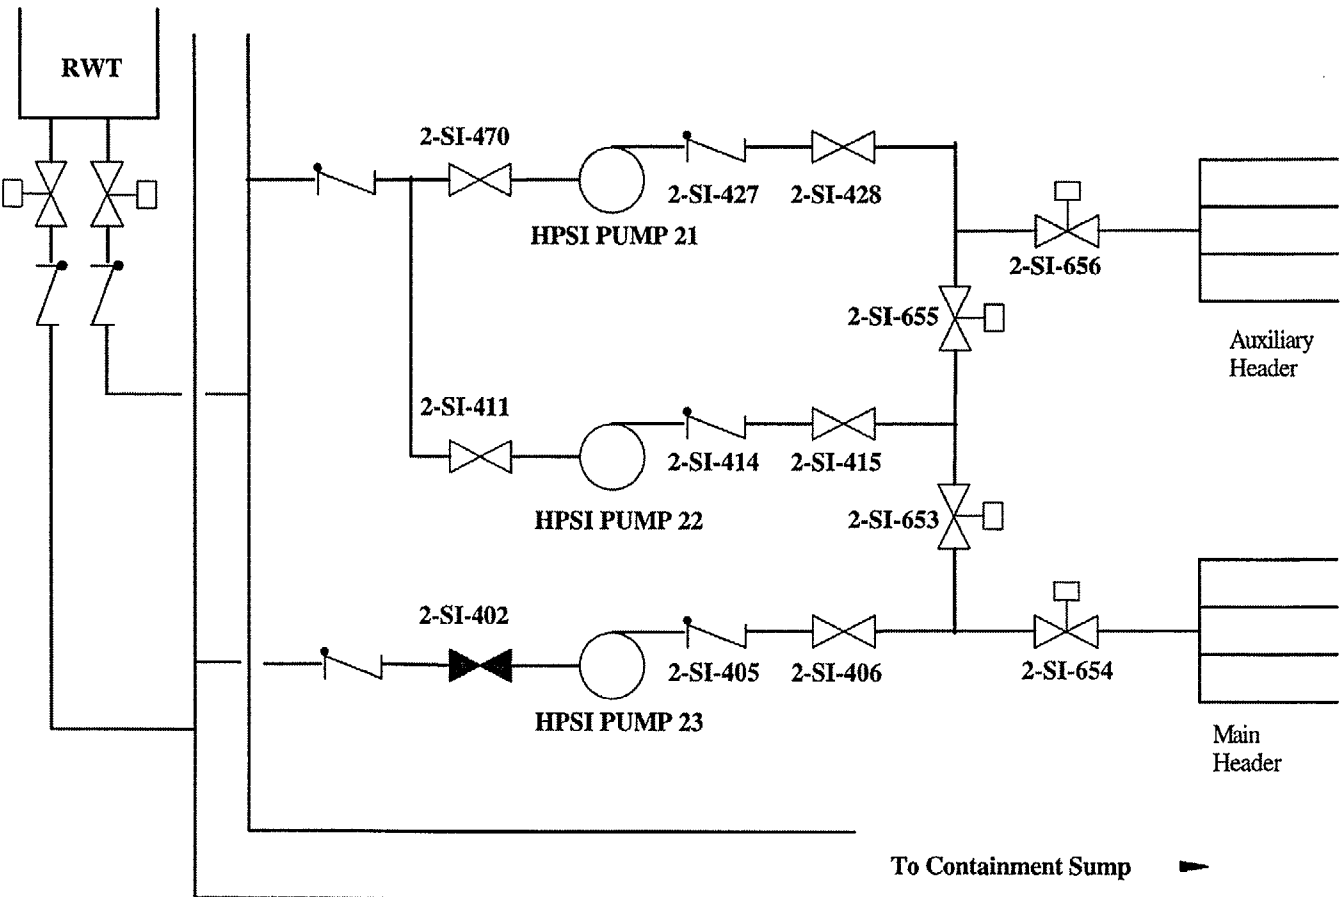 RWT
2-SI-470
2-SI-427
2-SI-428
HPSI PUMP 21
2-SI-656
2-SI-655
Auxiliary
Header
2-SI-411
2-SI-414
2-SI-415
HPSI PUMP 22
2-SI-653
2-SI-402
2-SI-405
2-SI-406
2-SI-654
HPSI PUMP 23
Main
Header
To Containment Sump